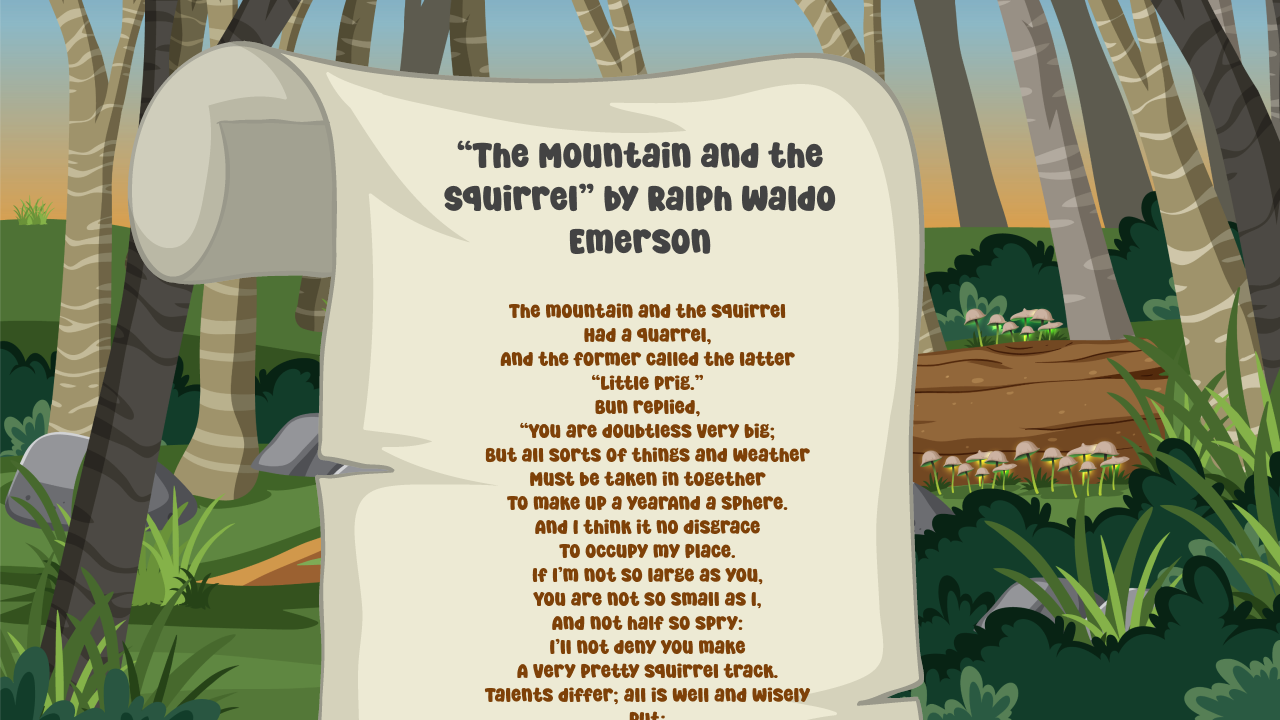 “The Mountain and the
Squirrel” by Ralph Waldo
Emerson
The mountain and the squirrel
Had a quarrel,
And the former called the latter
“Little Prig.”
Bun replied,
“You are doubtless very big;
But all sorts of things and weather
Must be taken in together
To make up a yearAnd a sphere.
And I think it no disgrace
To occupy my place.
If I’m not so large as you,
You are not so small as I,
And not half so spry:
I’ll not deny you make
A very pretty squirrel track.
Talents differ; all is well and wisely
put;